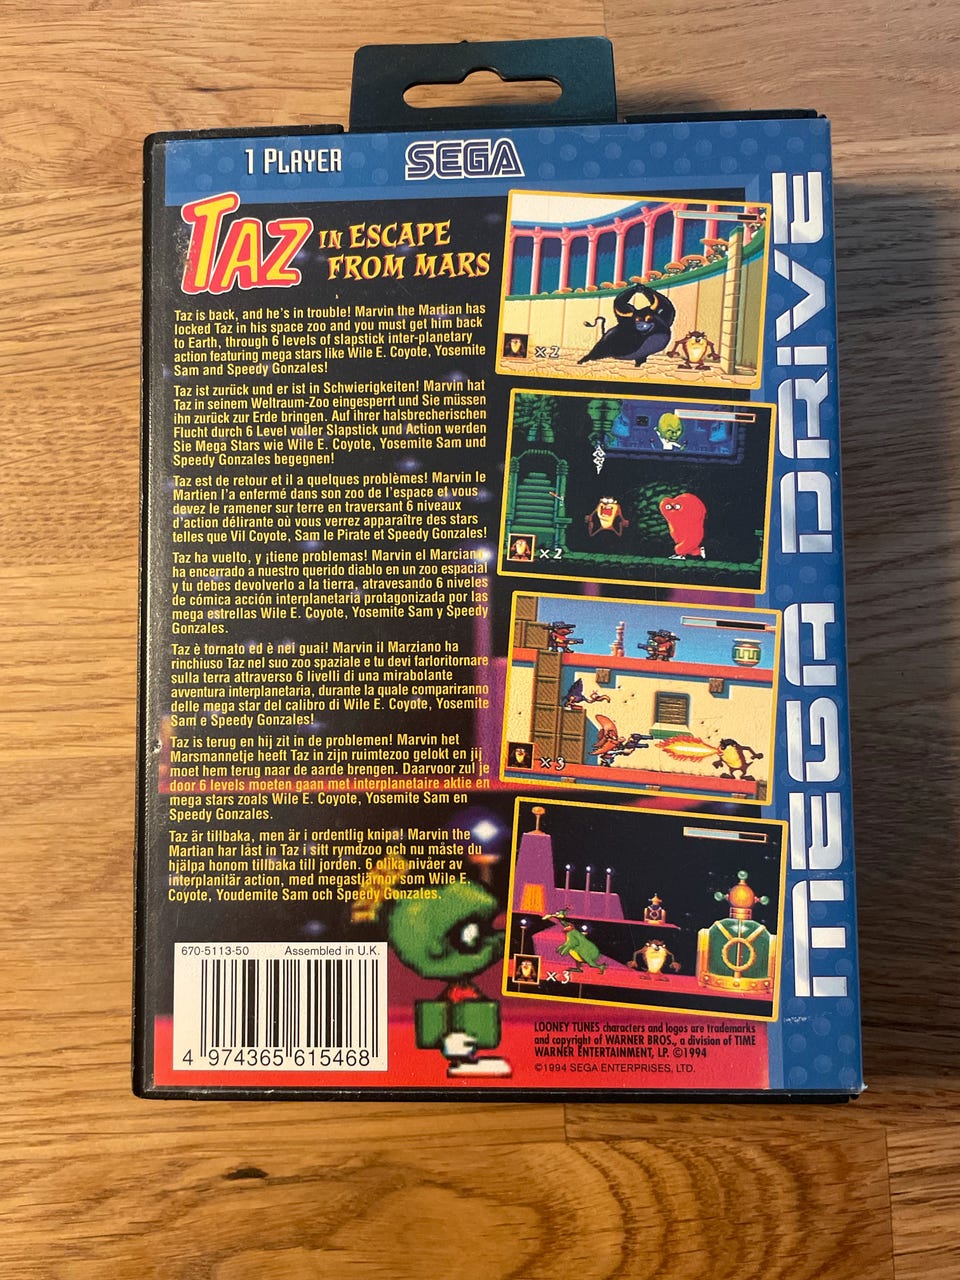 1 PLAYER
SEGA
TAZ
IN ESCAPE
FROM MARS
Taz is back, and he's in trouble! Marvin the Martian has
locked Taz in his space zoo and you must get him back
to Earth, through 6 levels of slapstick inter-planetary
action featuring mega stars like Wile E. Coyote, Yosemite
Sam and Speedy Gonzales!
Taz ist zurück und er ist in Schwierigkeiten! Marvin hat
Taz in seinem Weltraum-Zoo eingesperrt und Sie müssen
ihn zurück zur Erde bringen. Auf ihrer halsbrecherischen
Flucht durch 6 Level voller Slapstick und Action werden
Sie Mega Stars wie Wile E. Coyote, Yosemite Sam und
Speedy Gonzales begegnen!
Taz est de retour et il a quelques problèmes! Marvin le
Martien l'a enfermé dans son zoo de l'espace et vous
devez le ramener sur terre en traversant 6 niveaux
d'action délirante où vous verrez apparaître des stars
telles que Vil Coyote, Sam le Pirate et Speedy Gonzales!
Taz ha vuelto, y ¡tiene problemas! Marvin el Marciano
ha encerrado a nuestro querido diablo en un zoo espacial
y tu debes devolverlo a la tierra, atravesando 6 niveles
de cómica acción interplanetaria protagonizada por las
mega estrellas Wile E. Coyote, Yosemite Sam y Speedy
Gonzales.
Taz è tornato ed è nei guai! Marvin il Marziano ha
rinchiuso Taz nel suo zoo spaziale e tu devi farloritornare
sulla terra attraverso 6 livelli di una mirabolante
avventura interplanetaria, durante la quale compariranno
delle mega star del calibro di Wile E. Coyote, Yosemite
Sam e Speedy Gonzales!
Taz is terug en hij zit in de problemen! Marvin het
Marsmannetje heeft Taz in zijn ruimtezoo gelokt en jij
moet hem terug naar de aarde brengen. Daarvoor zul je
door 6 levels moeten gaan met interplanetaire aktie en
mega stars zoals Wile E. Coyote, Yosemite Sam en
Speedy Gonzales.
Taz är tillbaka, men är i ordentlig knipa! Marvin the
Martian har låst in Taz i sitt rymdzoo och nu måste du
hjälpa honom tillbaka till jorden. 6 olika nivåer av
interplanitär action, med megastjärnor som Wile E.
Coyote, Youdemite Sam och Speedy Gonzales.
x 2
x 2
x 3
x 3
MEGA DRIVE
670-5113-50 Assembled in U.K.
4 974365 615468
LOONEY TUNES characters and logos are trademarks
and copyright of WARNER BROS., a division of TIME
WARNER ENTERTAINMENT, LP. ©1994
©1994 SEGA ENTERPRISES, LTD.